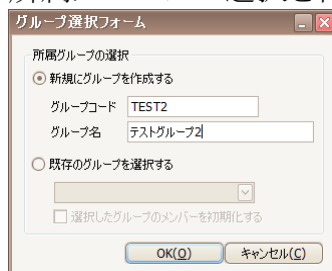 グループ選択フォーム
所属グループの選択
新規にグループを作成する
グループコード TEST2
グループ名 テストグループ2
既存のグループを選択する
選択したグループのメンバーを初期化する
OK(O) キャンセル(C)